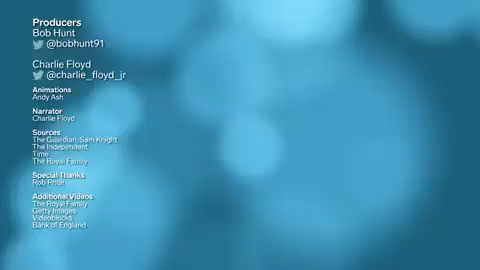 Producers
Bob Hunt
@bobhunt91
Charlie Floyd
@charlie_floyd_jr
Animations
Andy Ash
Narrator
Charlie Floyd
Sources
The Guardian, Sam Knight
The Independent
Time
The Royal Family
Special Thanks
Rob Price
Additional Videos
The Royal Family
Getty Images
Videoblocks
Bank of England